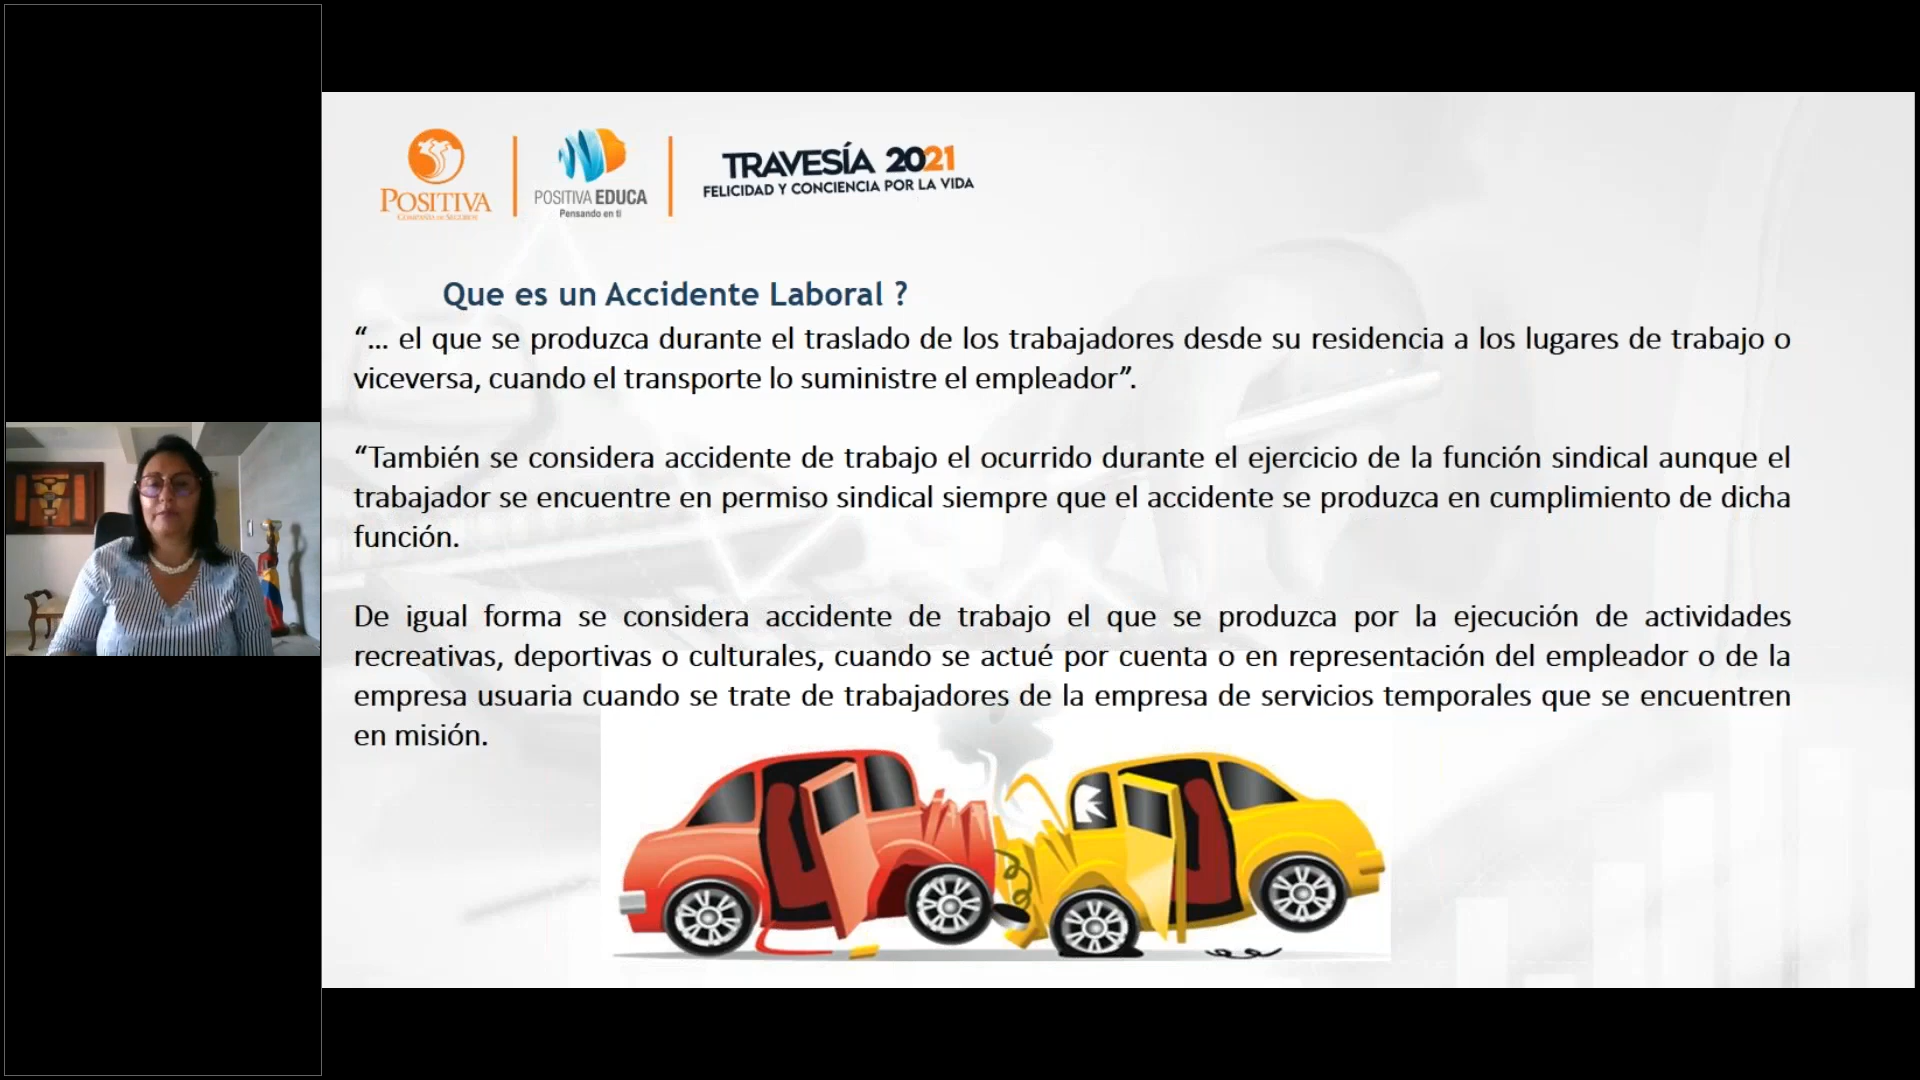 POSITIVA
COMPAÑÍA DE SEGUROS
POSITIVA EDUCA
Pensando en ti
TRAVESÍA 2021
FELICIDAD Y CONCIENCIA POR LA VIDA
Que es un Accidente Laboral ?
“... el que se produzca durante el traslado de los trabajadores desde su residencia a los lugares de trabajo o
viceversa, cuando el transporte lo suministre el empleador”.
“También se considera accidente de trabajo el ocurrido durante el ejercicio de la función sindical aunque el
trabajador se encuentre en permiso sindical siempre que el accidente se produzca en cumplimiento de dicha
función.
De igual forma se considera accidente de trabajo el que se produzca por la ejecución de actividades
recreativas, deportivas o culturales, cuando se actué por cuenta o en representación del empleador o de la
empresa usuaria cuando se trate de trabajadores de la empresa de servicios temporales que se encuentren
en misión.